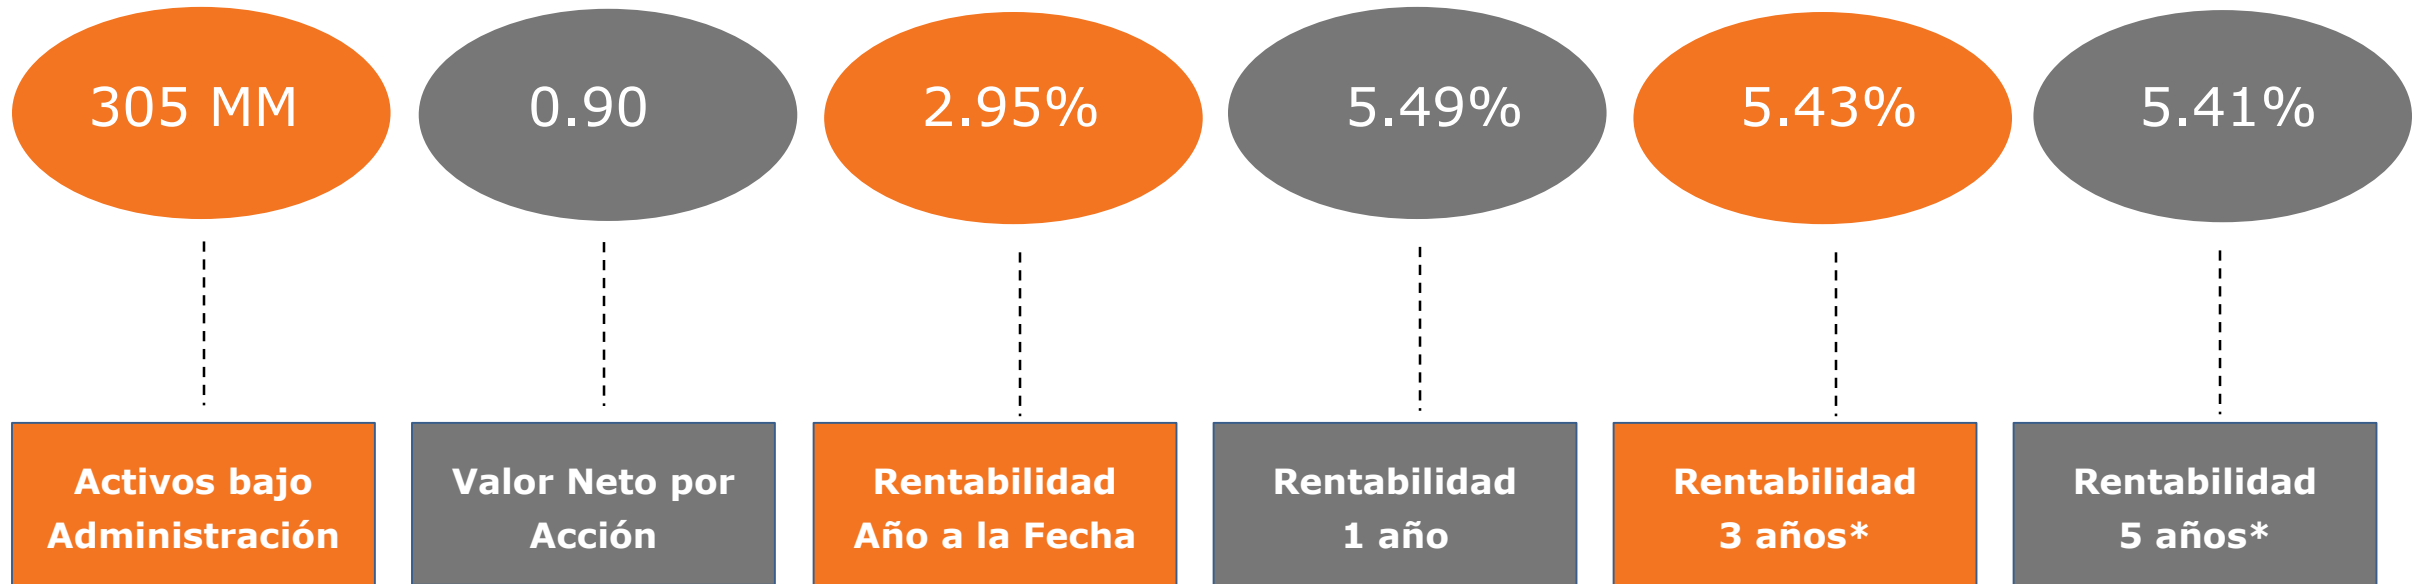 305 MM
0.90
2.95%
5.49%
5.43%
5.41%
Activos bajo
Administración
Valor Neto por
Acción
Rentabilidad
Año a la Fecha
Rentabilidad
1 año
Rentabilidad
3 años*
Rentabilidad
5 años*